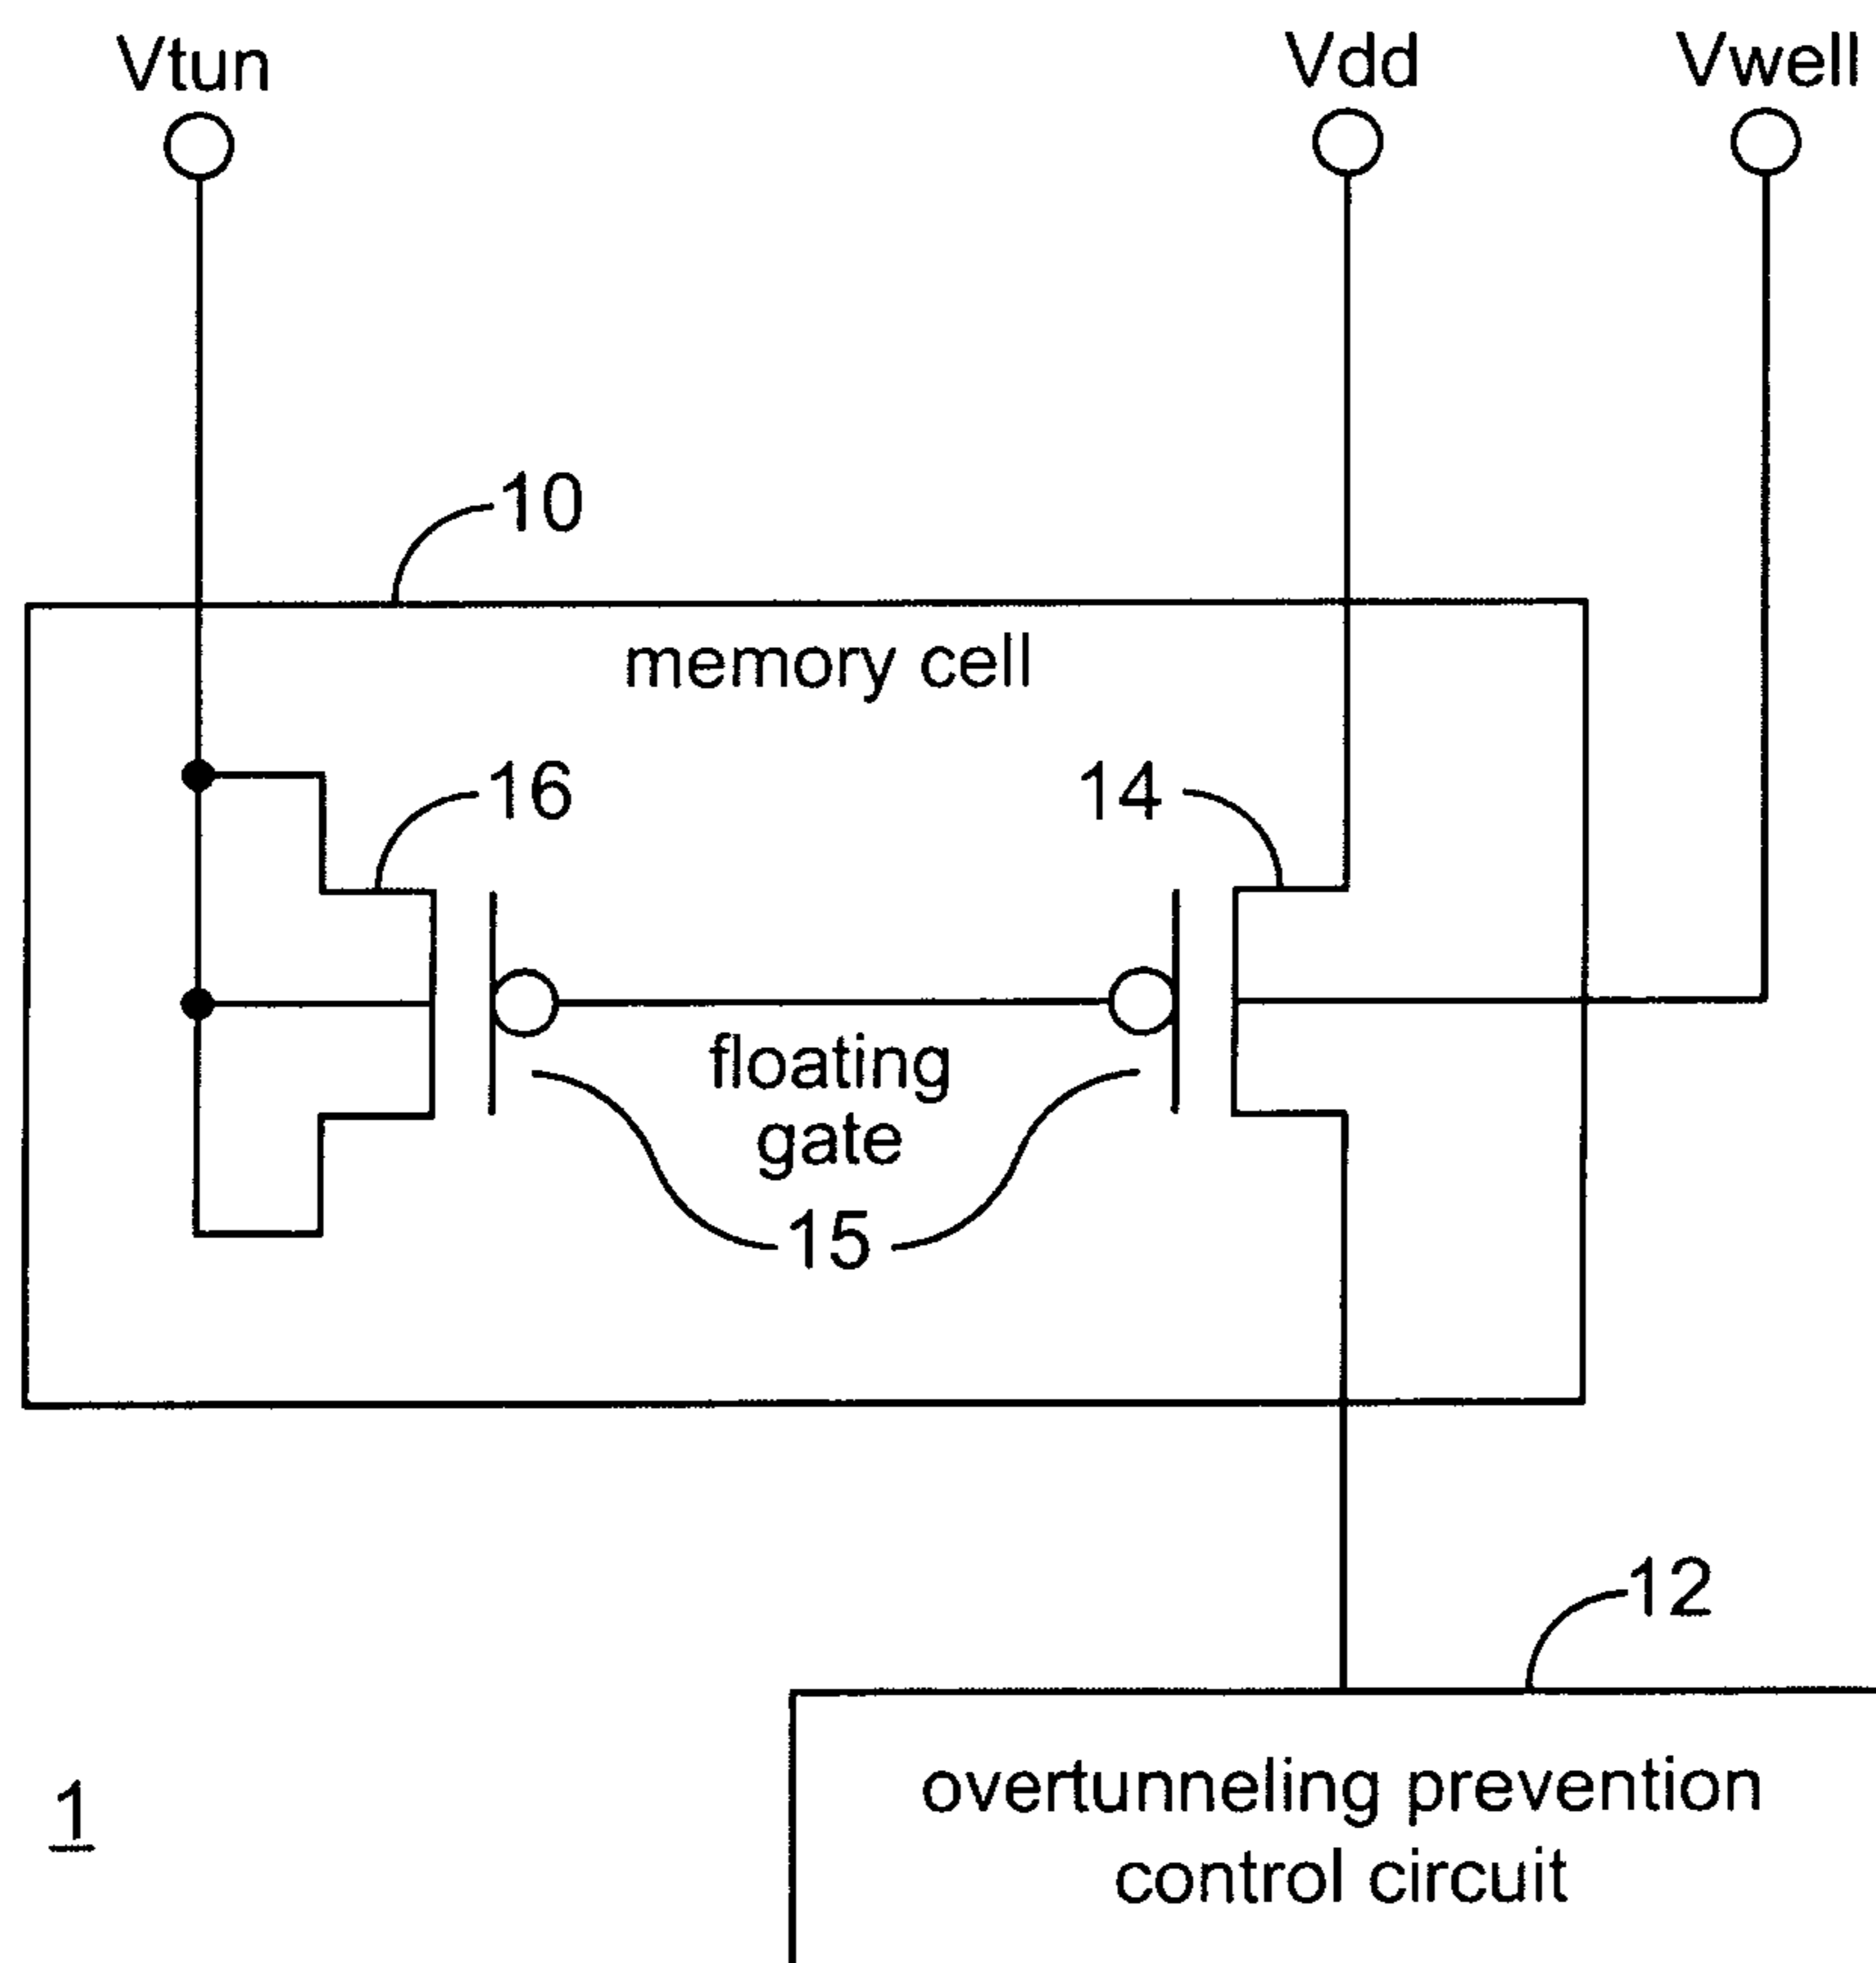 Vtun
Vdd
Vwell
10
memory cell
16
14
floating
gate
15
12
overtunneling prevention
control circuit
1